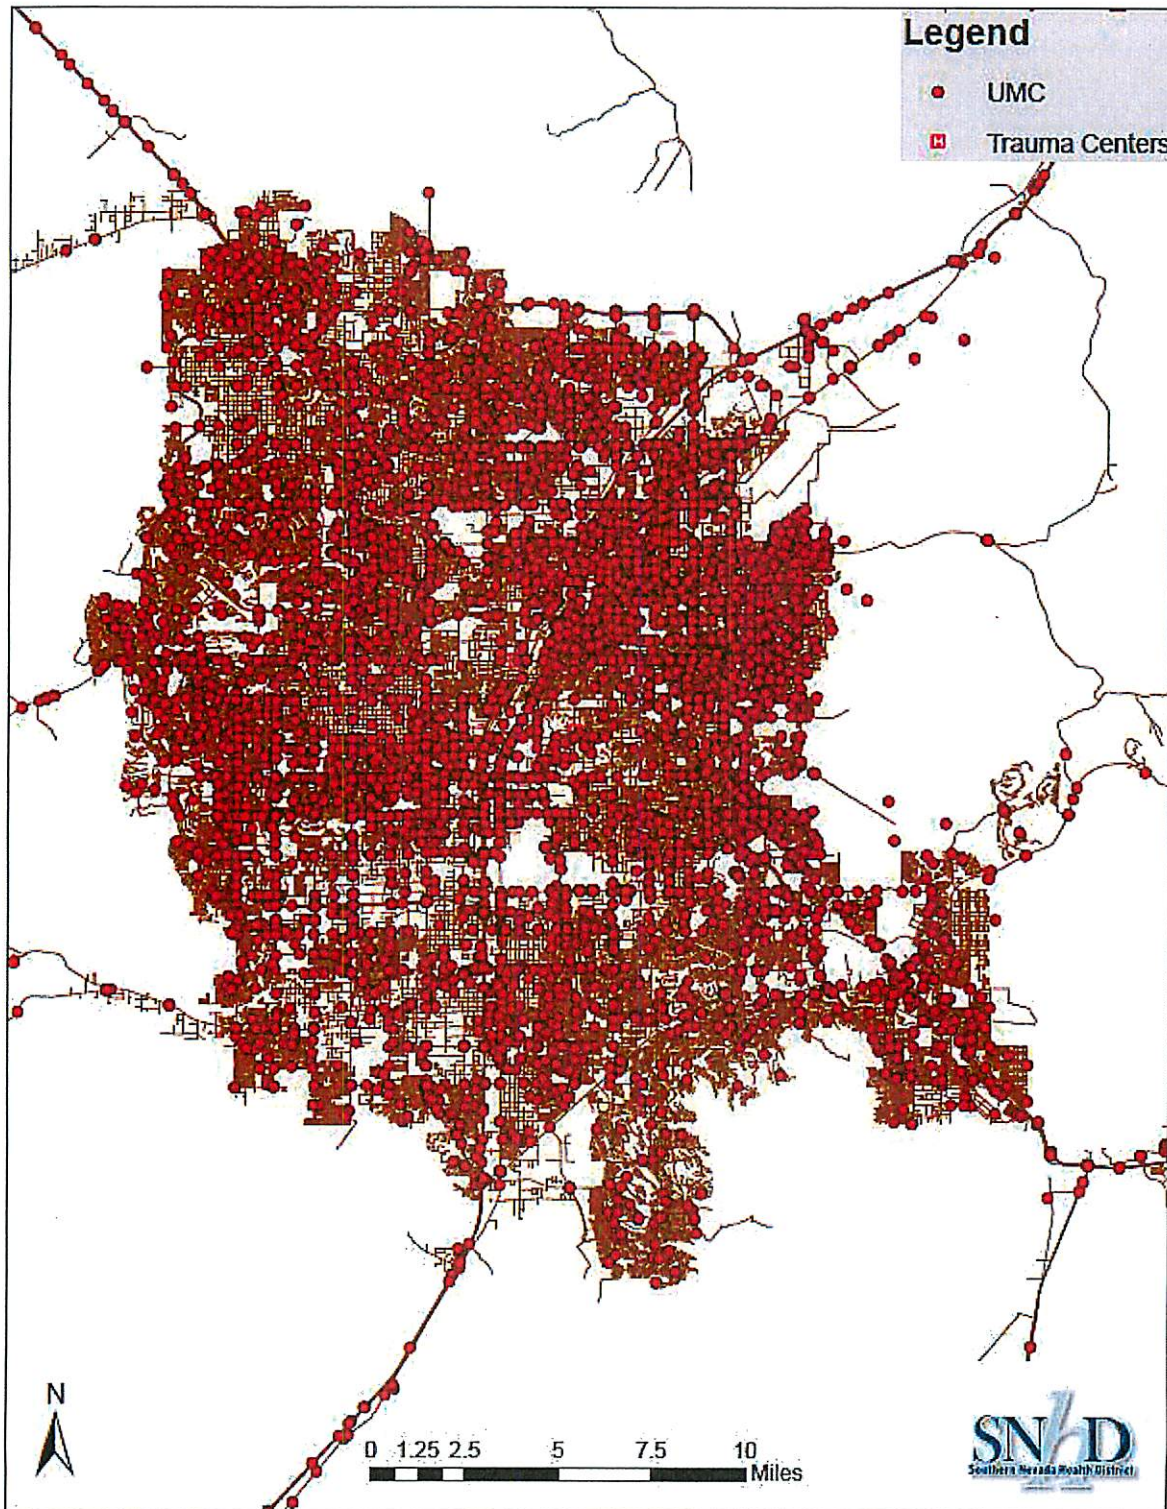 Legend
UMC
H Trauma Centers
N
0 1.25 2.5 5 7.5 10
Miles
SNhD
Southern Nevada Health District